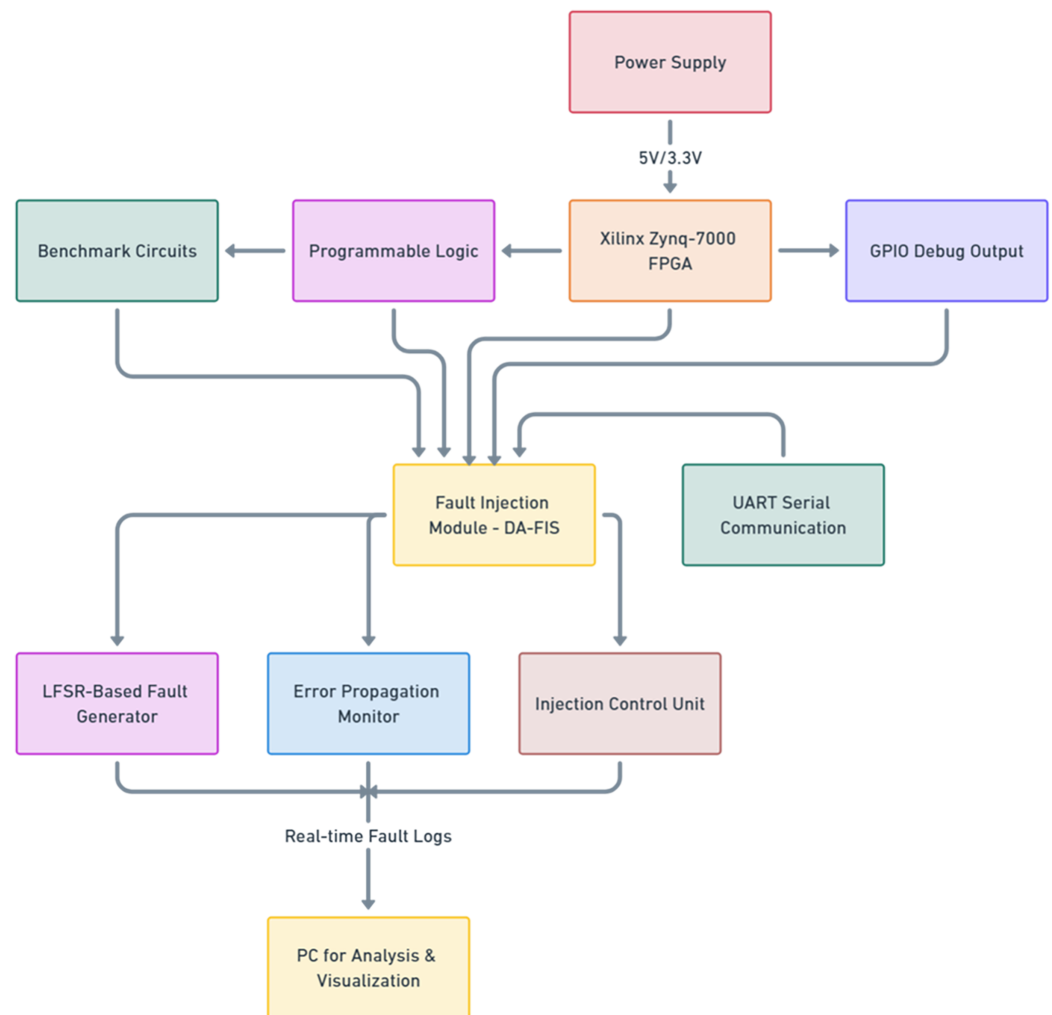 Power Supply
5V/3.3V
Benchmark Circuits
Programmable Logic
Xilinx Zynq-7000
FPGA
GPIO Debug Output
Fault Injection
Module - DA-FIS
UART Serial
Communication
LFSR-Based Fault
Generator
Error Propagation
Monitor
Injection Control Unit
Real-time Fault Logs
PC for Analysis &
Visualization